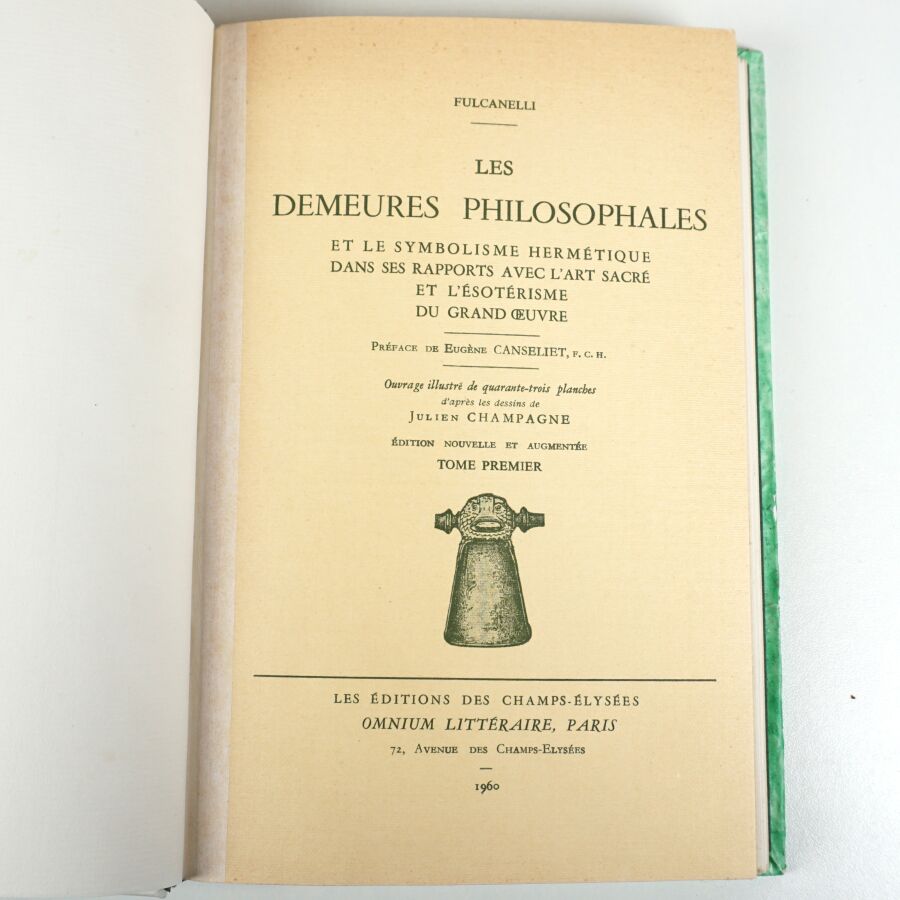 FULCANELLI
LES
DEMEURES PHILOSOPHALES
ET LE SYMBOLISME HERMÉTIQUE
DANS SES RAPPORTS AVEC L'ART SACRÉ
ET L'ÉSOTÉRISME
DU GRAND ŒUVRE
PRÉFACE DE EUGÈNE CANSELIET, F. C. H.
Ouvrage illustré de quarante-trois planches
d'après les dessins de
JULIEN CHAMPAGNE
ÉDITION NOUVELLE ET AUGMENTÉE
TOME PREMIER
LES ÉDITIONS DES CHAMPS-ÉLYSÉES
OMNIUM LITTÉRAIRE, PARIS
72, AVENUE DES CHAMPS-ELYSÉES
1960